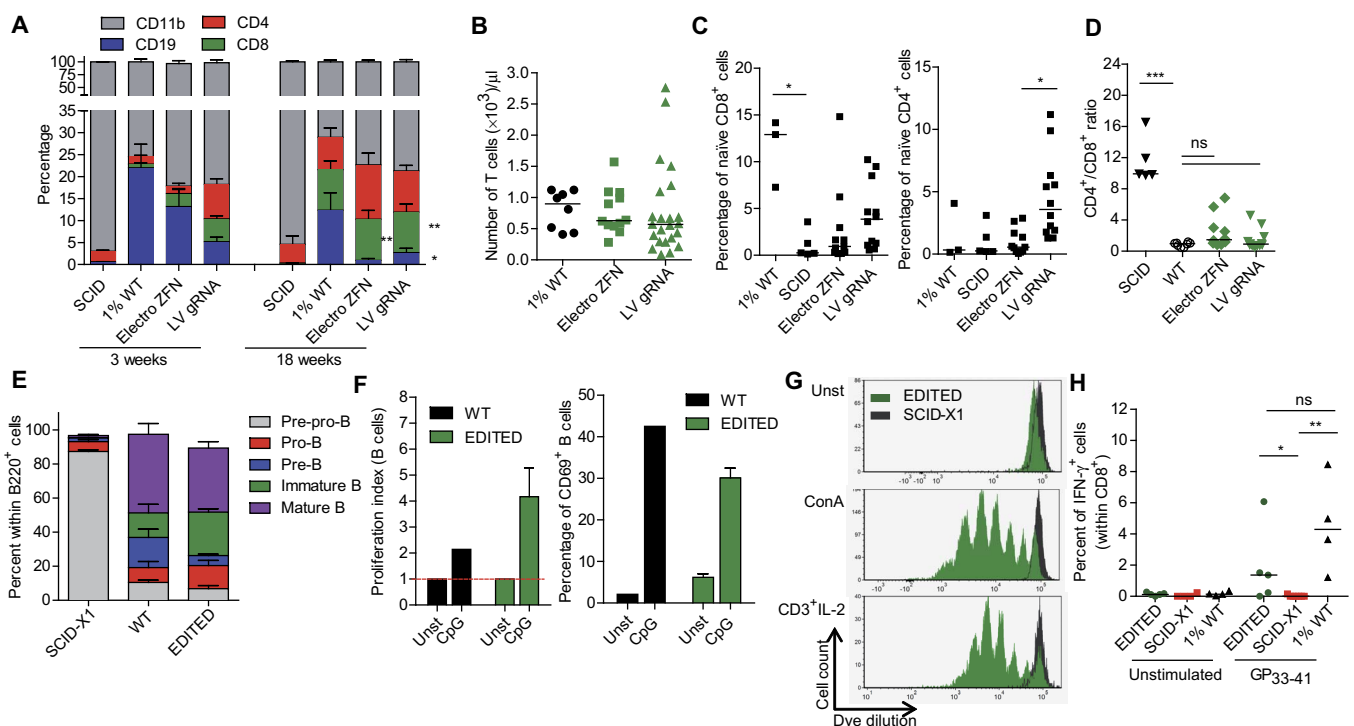 A
CD11b
CD4
CD19
CD8
100
75
50
35
30
25
20
15
10
5
0
Percentage
**
**
*
SCID
1% WT
Electro ZFN
LV gRNA
SCID
1% WT
Electro ZFN
LV gRNA
3 weeks
18 weeks
B
Number of T cells (×10³)/µl
3.0
2.5
2.0
1.5
1.0
0.5
0.0
1% WT
Electro ZFN
LV gRNA
C
Percentage of naïve CD8⁺ cells
20
15
10
5
0
*
1% WT
SCID
Electro ZFN
LV gRNA
Percentage of naïve CD4⁺ cells
15
10
5
0
*
1% WT
SCID
Electro ZFN
LV gRNA
D
CD4⁺/CD8⁺ ratio
24
20
16
12
8
4
0
***
ns
SCID
WT
Electro ZFN
LV gRNA
E
Percent within B220⁺ cells
100
80
60
40
20
0
Pre-pro-B
Pro-B
Pre-B
Immature B
Mature B
SCID-X1
WT
EDITED
F
Proliferation index (B cells)
8
7
6
5
4
3
2
1
0
WT
EDITED
Unst
CpG
Unst
CpG
Percentage of CD69⁺ B cells
50
40
30
20
10
0
WT
EDITED
Unst
CpG
Unst
CpG
G
Unst
EDITED
SCID-X1
ConA
CD3⁺IL-2
Cell count
Dye dilution
H
Percent of IFN-γ⁺ cells
(within CD8⁺)
12
10
8
6
4
2
0
ns
*
**
EDITED
SCID-X1
1% WT
EDITED
SCID-X1
1% WT
Unstimulated
GP33-41